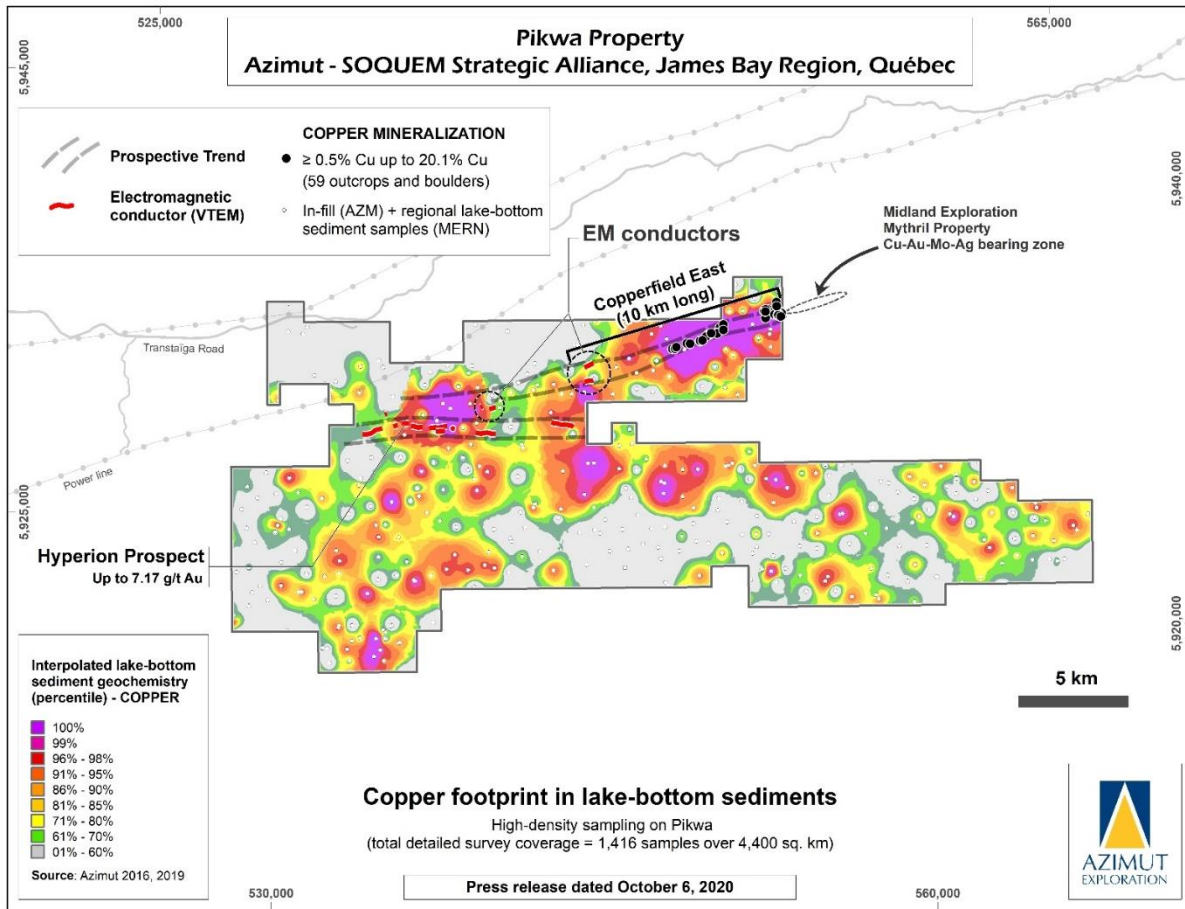 525,000
565,000
Pikwa Property
Azimut - SOQUEM Strategic Alliance, James Bay Region, Québec
5,945,000
5,940,000
Prospective Trend
Electromagnetic
conductor (VTEM)
COPPER MINERALIZATION
≥ 0.5% Cu up to 20.1% Cu
(59 outcrops and boulders)
In-fill (AZM) + regional lake-bottom
sediment samples (MERN)
Midland Exploration
Mythril Property
Cu-Au-Mo-Ag bearing zone
EM conductors
Copperfield East
(10 km long)
Transtaïga Road
Power line
5,925,000
5,920,000
Hyperion Prospect
Up to 7.17 g/t Au
Interpolated lake-bottom
sediment geochemistry
(percentile) - COPPER
100%
99%
96% - 98%
91% - 95%
86% - 90%
81% - 85%
71% - 80%
61% - 70%
01% - 60%
Source: Azimut 2016, 2019
5 km
Copper footprint in lake-bottom sediments
High-density sampling on Pikwa
(total detailed survey coverage = 1,416 samples over 4,400 sq. km)
Press release dated October 6, 2020
AZIMUT
EXPLORATION
530,000
560,000